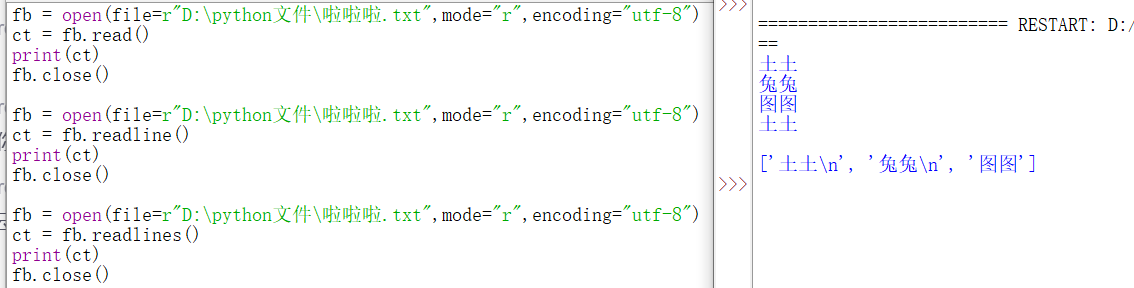 fb = open(file=r"D:\python文件\啦啦啦.txt",mode="r",encoding="utf-8")
ct = fb.read()
print(ct)
fb.close()
fb = open(file=r"D:\python文件\啦啦啦.txt",mode="r",encoding="utf-8")
ct = fb.readline()
print(ct)
fb.close()
fb = open(file=r"D:\python文件\啦啦啦.txt",mode="r",encoding="utf-8")
ct = fb.readlines()
print(ct)
fb.close()
>>>
========================= RESTART: D:/
==
土土
兔兔
图图
土土
['土土\n', '兔兔\n', '图图']
>>>